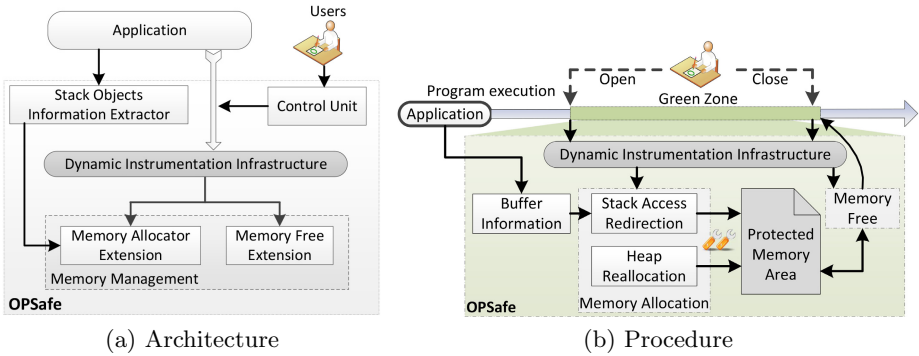 Users
Application
Stack Objects
Information Extractor
Control Unit
Dynamic Instrumentation Infrastructure
Memory Allocator
Extension
Memory Free
Extension
Memory Management
OPSafe
(a) Architecture
Open
Close
Program execution
Green Zone
Application
Dynamic Instrumentation Infrastructure
Buffer
Information
Stack Access
Redirection
Memory
Free
Protected
Memory
Area
Heap
Reallocation
Memory Allocation
OPSafe
(b) Procedure